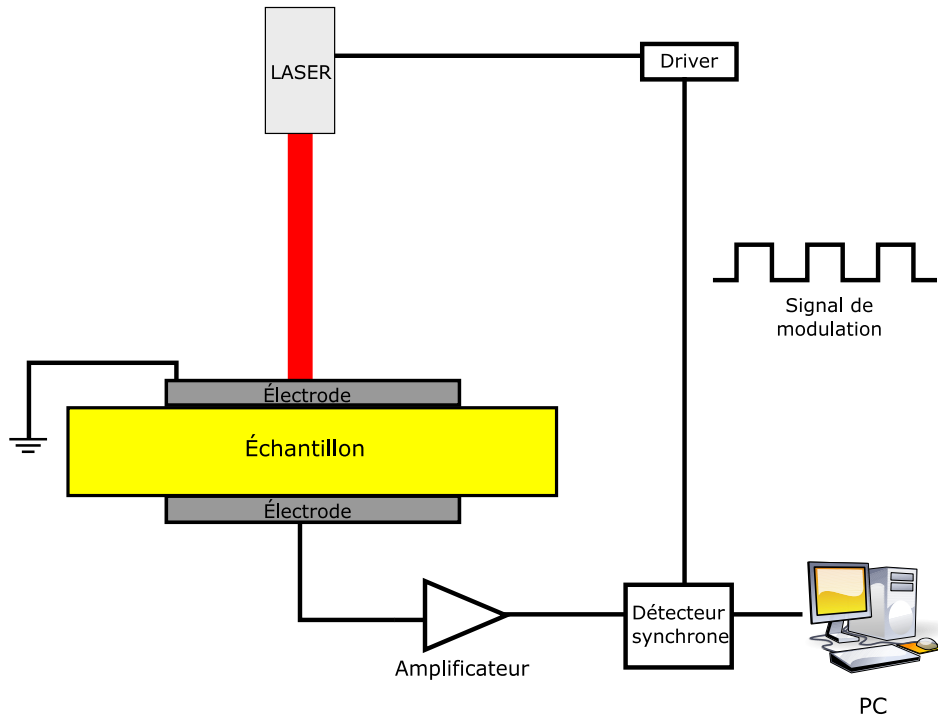 LASER
Driver
Signal de
modulation
Électrode
Échantillon
Électrode
Détecteur
synchrone
Amplificateur
PC